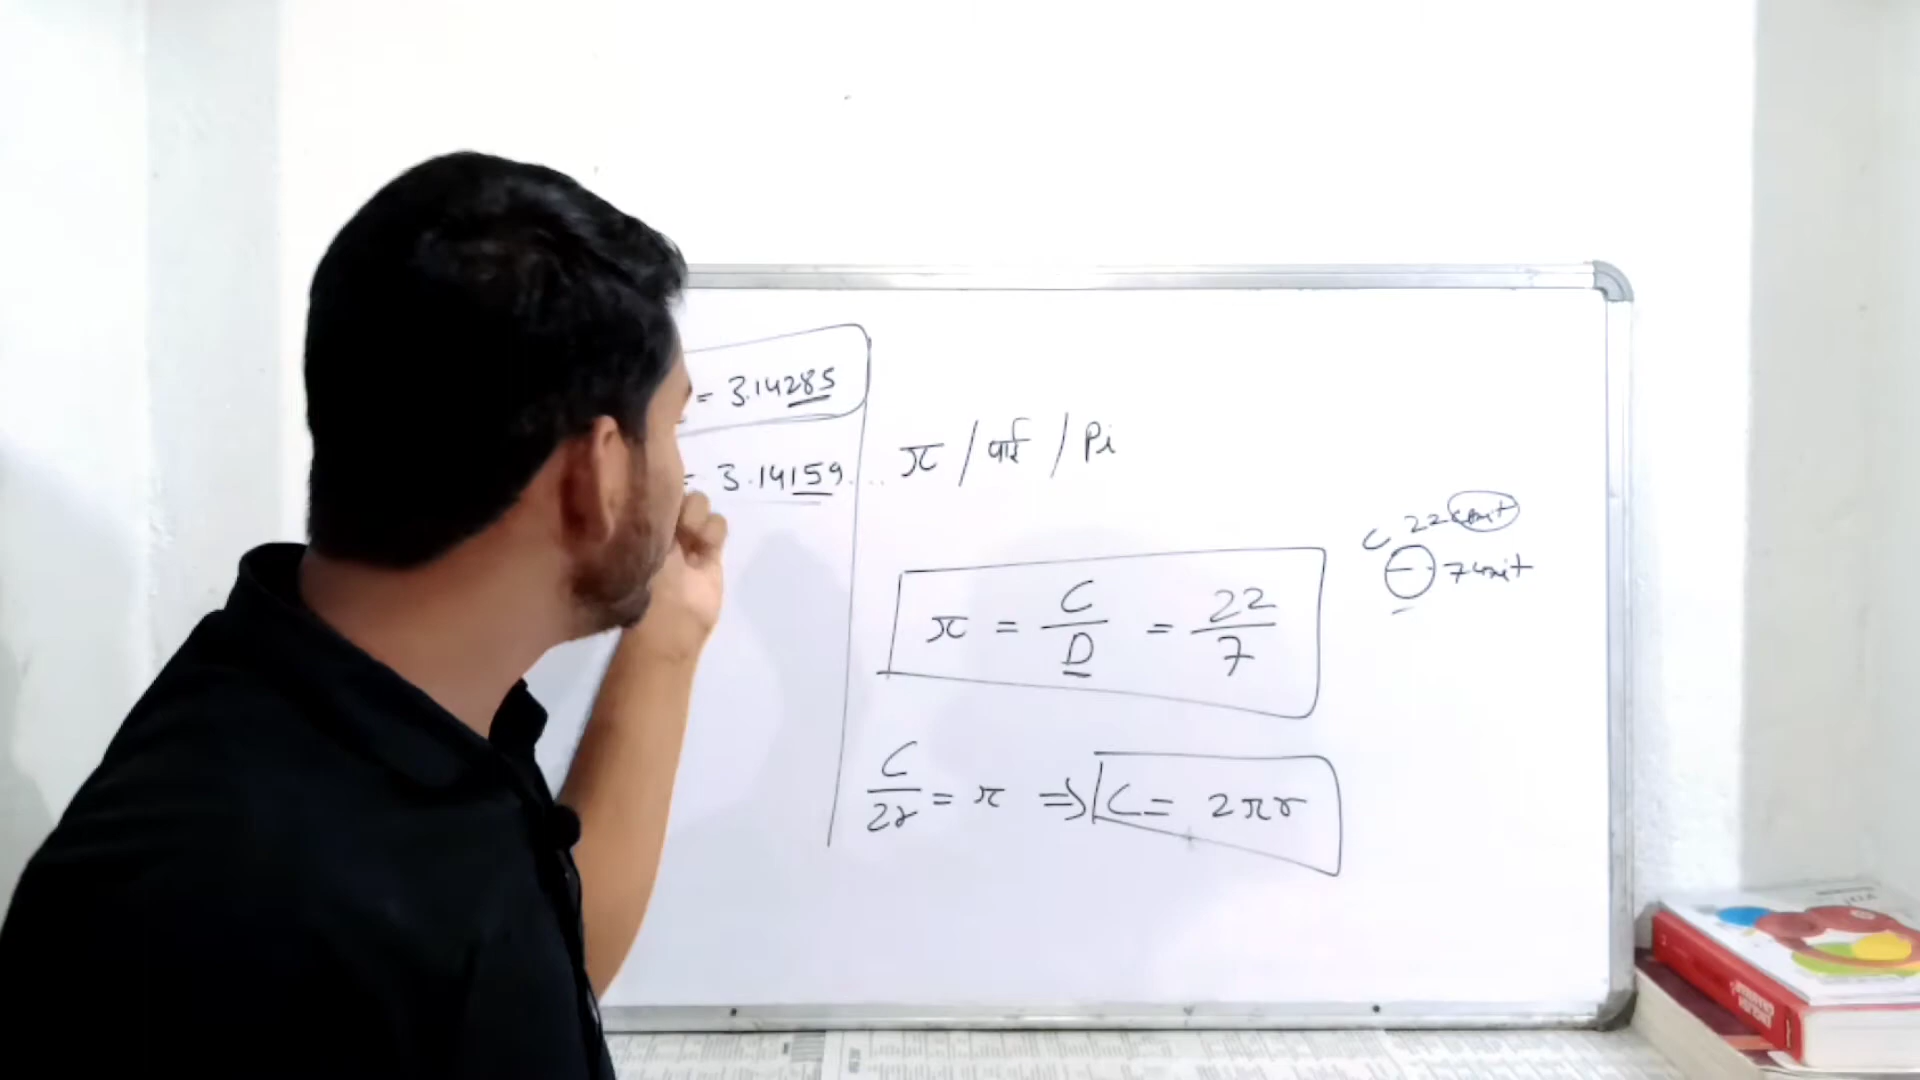 = 3.14285
= 3.14159...
π / पाई / Pi
C 22 unit
7 unit
π = C/D = 22/7
C/2r = π ⇒ C = 2πr